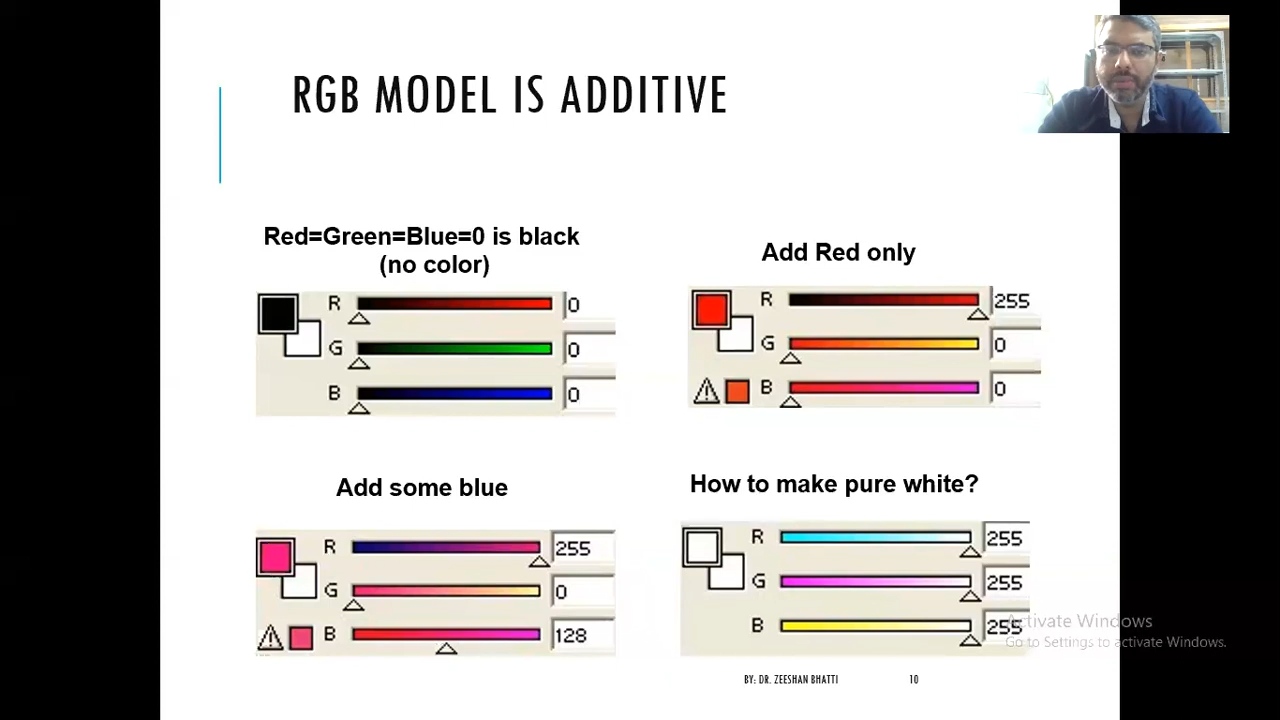 RGB MODEL IS ADDITIVE
Red=Green=Blue=0 is black
(no color)
R 0
G 0
B 0
Add Red only
R 255
G 0
B 0
Add some blue
R 255
G 0
B 128
How to make pure white?
R 255
G 255
B 255
Activate Windows
Go to Settings to activate Windows.
BY: DR. ZEESHAN BHATTI 10